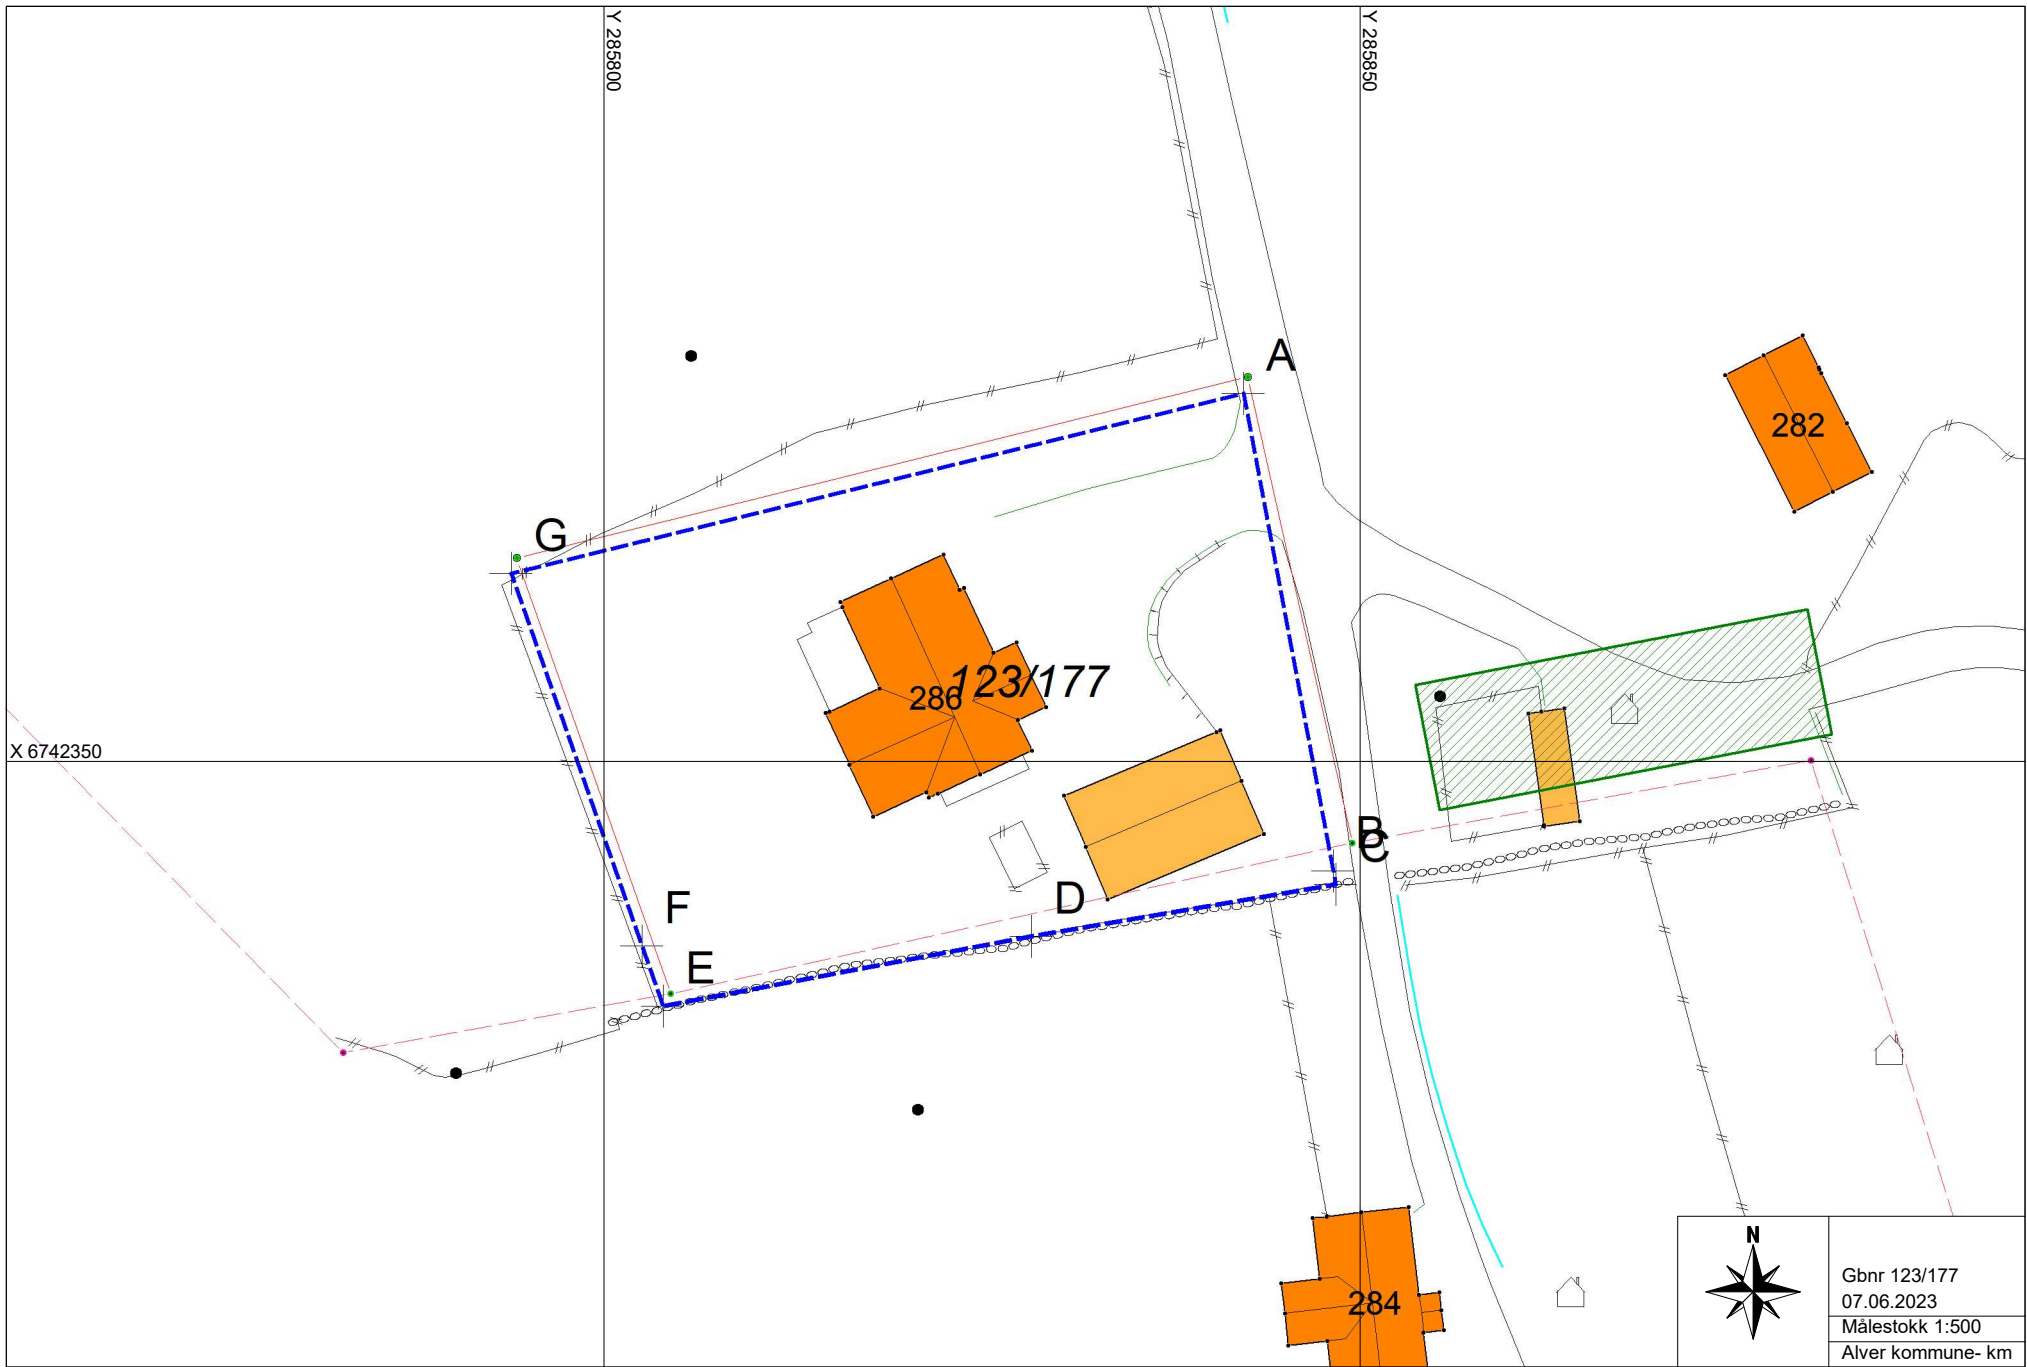 Y 285800
Y 285850
A
282
G
123/177
286
X 6742350
B
C
D
F
E
284
N
Gbnr 123/177
07.06.2023
Målestokk 1:500
Alver kommune- km